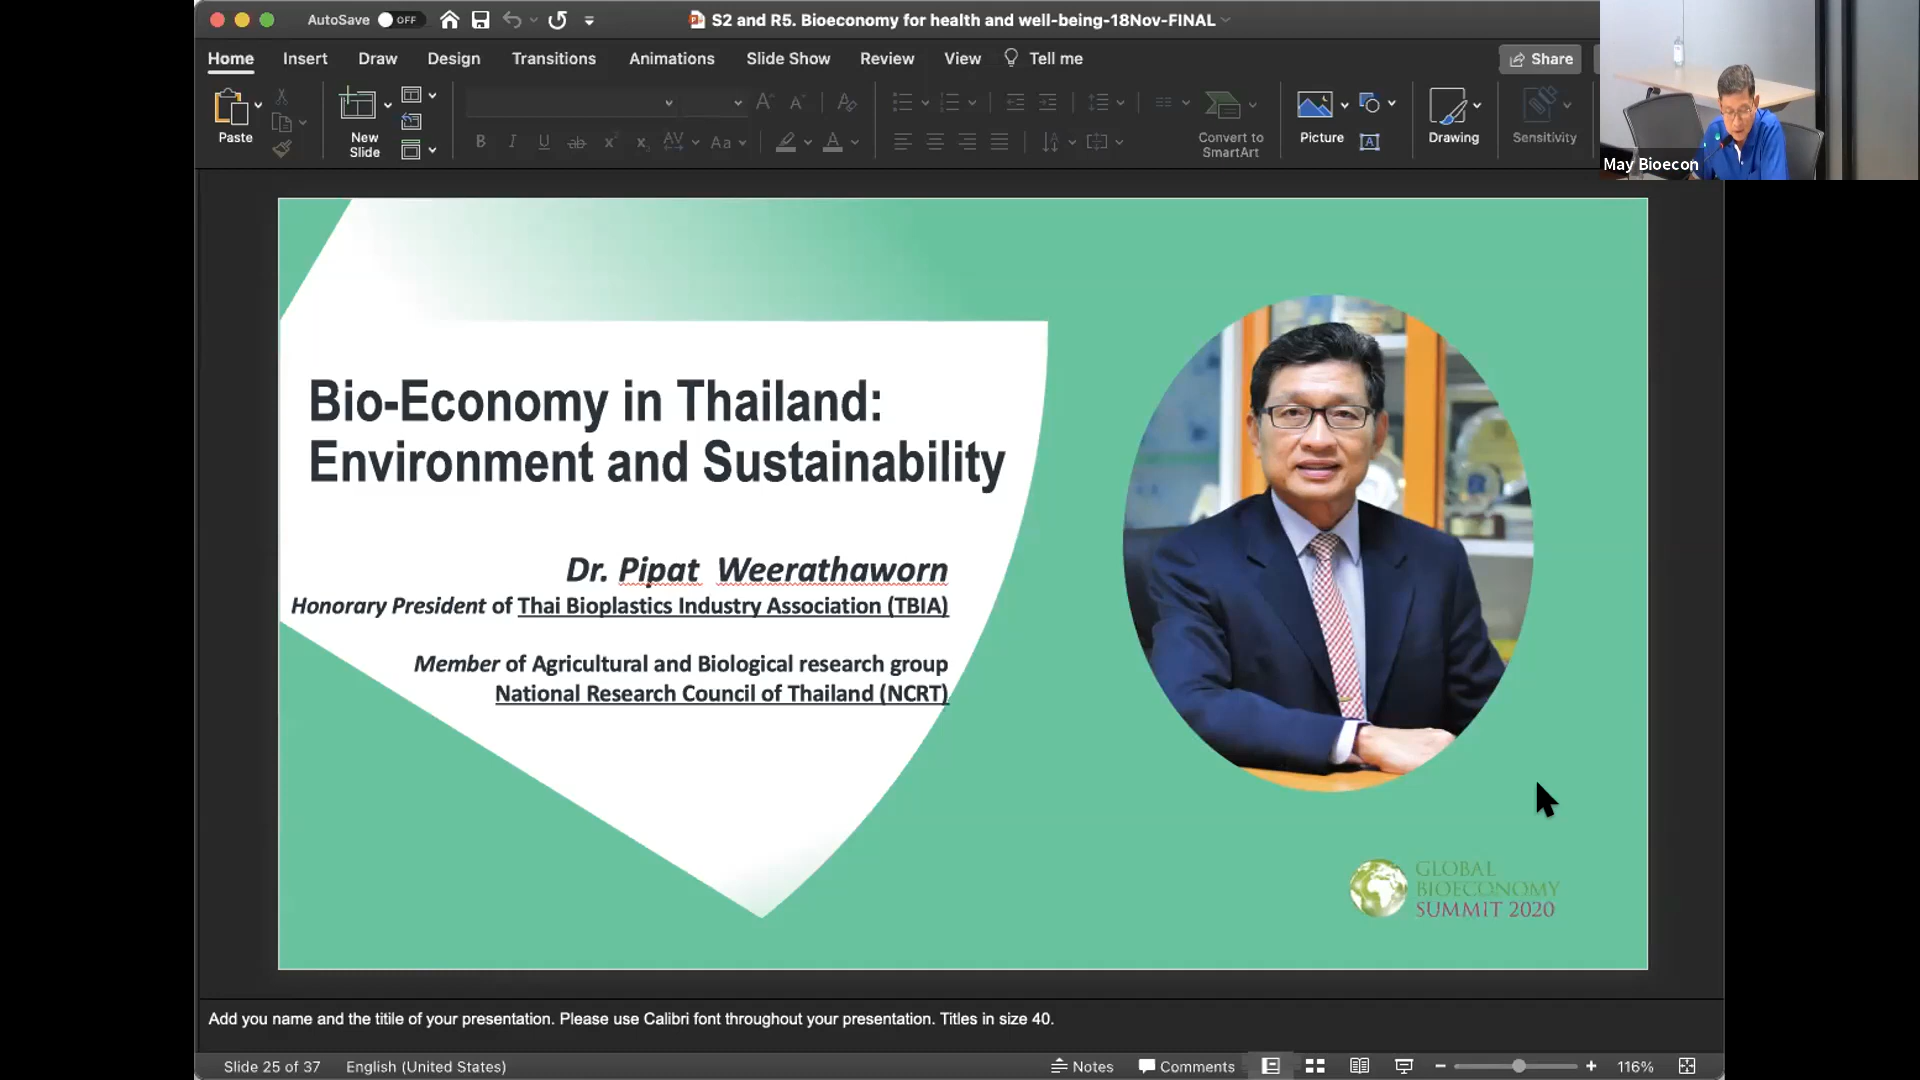 AutoSave OFF
S2 and R5. Bioeconomy for health and well-being-18Nov-FINAL
Home Insert Draw Design Transitions Animations Slide Show Review View Tell me
Share
Paste
New
Slide
Convert to
SmartArt
Picture
Drawing
Sensitivity
May Bioecon
Bio-Economy in Thailand:
Environment and Sustainability
Dr. Pipat Weerathaworn
Honorary President of Thai Bioplastics Industry Association (TBIA)
Member of Agricultural and Biological research group
National Research Council of Thailand (NCRT)
GLOBAL
BIOECONOMY
SUMMIT 2020
Add you name and the titile of your presentation. Please use Calibri font throughout your presentation. Titles in size 40.
Slide 25 of 37 English (United States) Notes Comments 116%